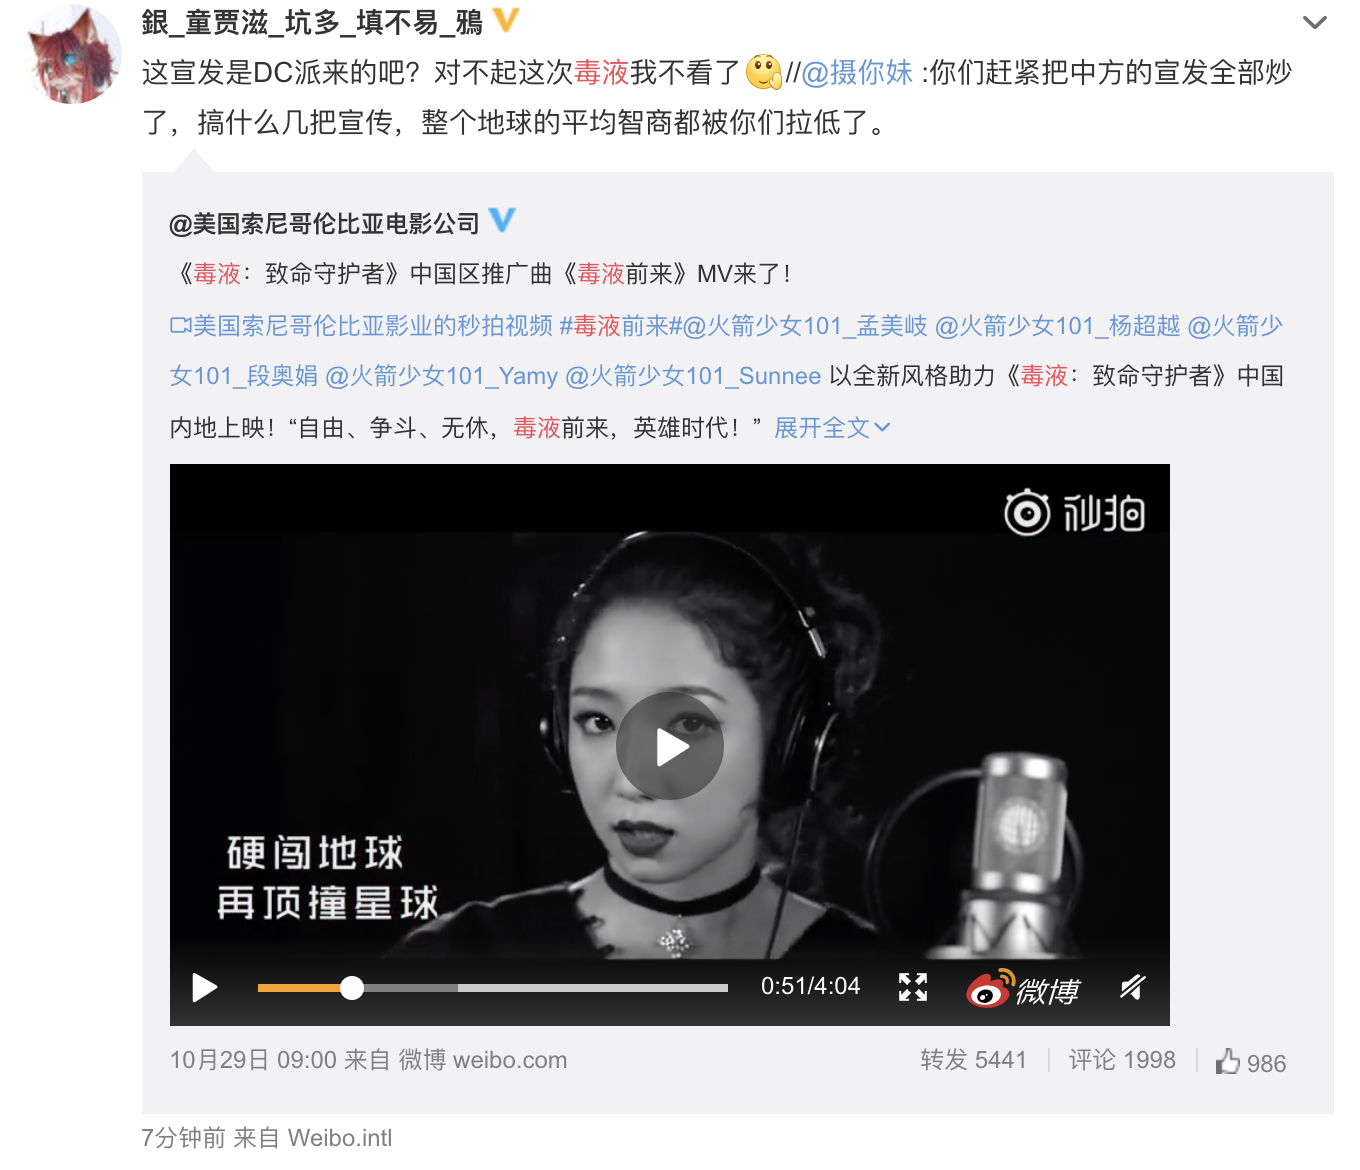 銀_童贾滋_坑多_填不易_鴉
这宣发是DC派来的吧？对不起这次毒液我不看了//@摄你妹 :你们赶紧把中方的宣发全部炒
了，搞什么几把宣传，整个地球的平均智商都被你们拉低了。
@美国索尼哥伦比亚电影公司
《毒液：致命守护者》中国区推广曲《毒液前来》MV来了！
美国索尼哥伦比亚影业的秒拍视频 #毒液前来#@火箭少女101_孟美岐 @火箭少女101_杨超越 @火箭少
女101_段奥娟 @火箭少女101_Yamy @火箭少女101_Sunnee 以全新风格助力《毒液：致命守护者》中国
内地上映！“自由、争斗、无休，毒液前来，英雄时代！” 展开全文
秒拍
硬闯地球
再顶撞星球
0:51/4:04
微博
10月29日 09:00 来自 微博 weibo.com
转发 5441
评论 1998
986
7分钟前 来自 Weibo.intl